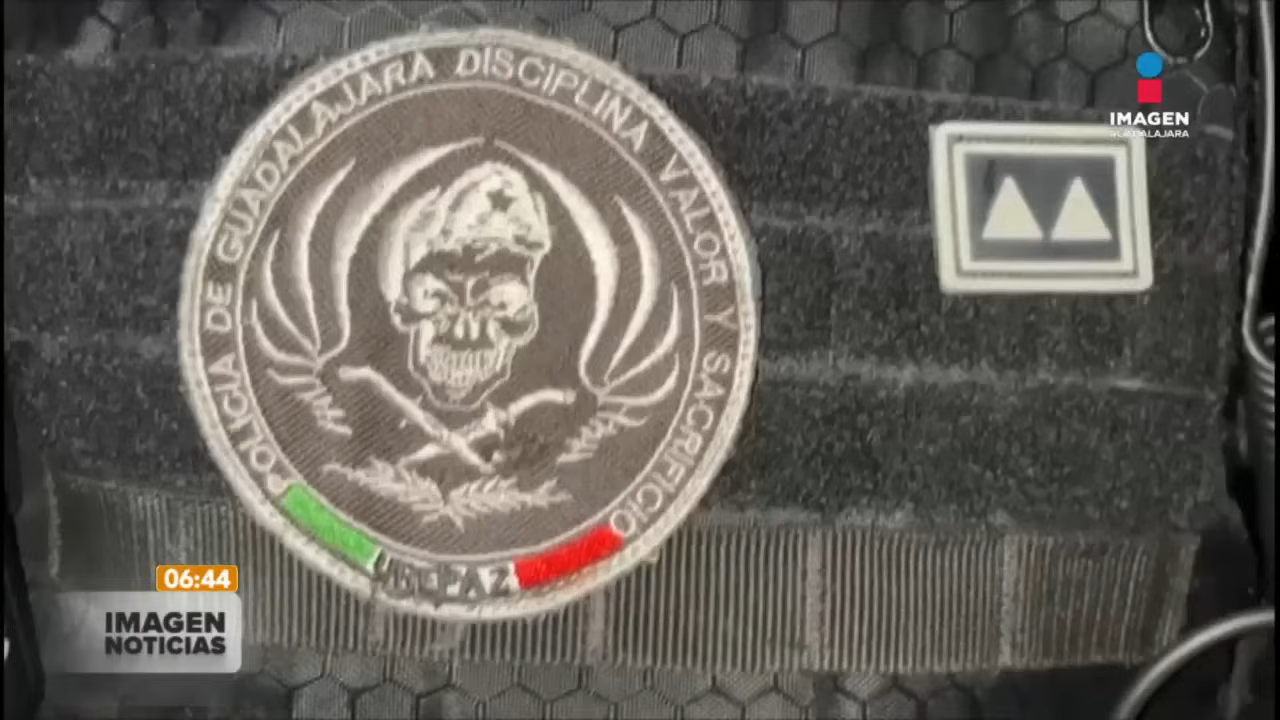 POLICIA DE GUADALAJARA DISCIPLINA VALOR Y SACRIFICIO
IMAGEN
GUADALAJARA
06:44
IMAGEN
NOTICIAS